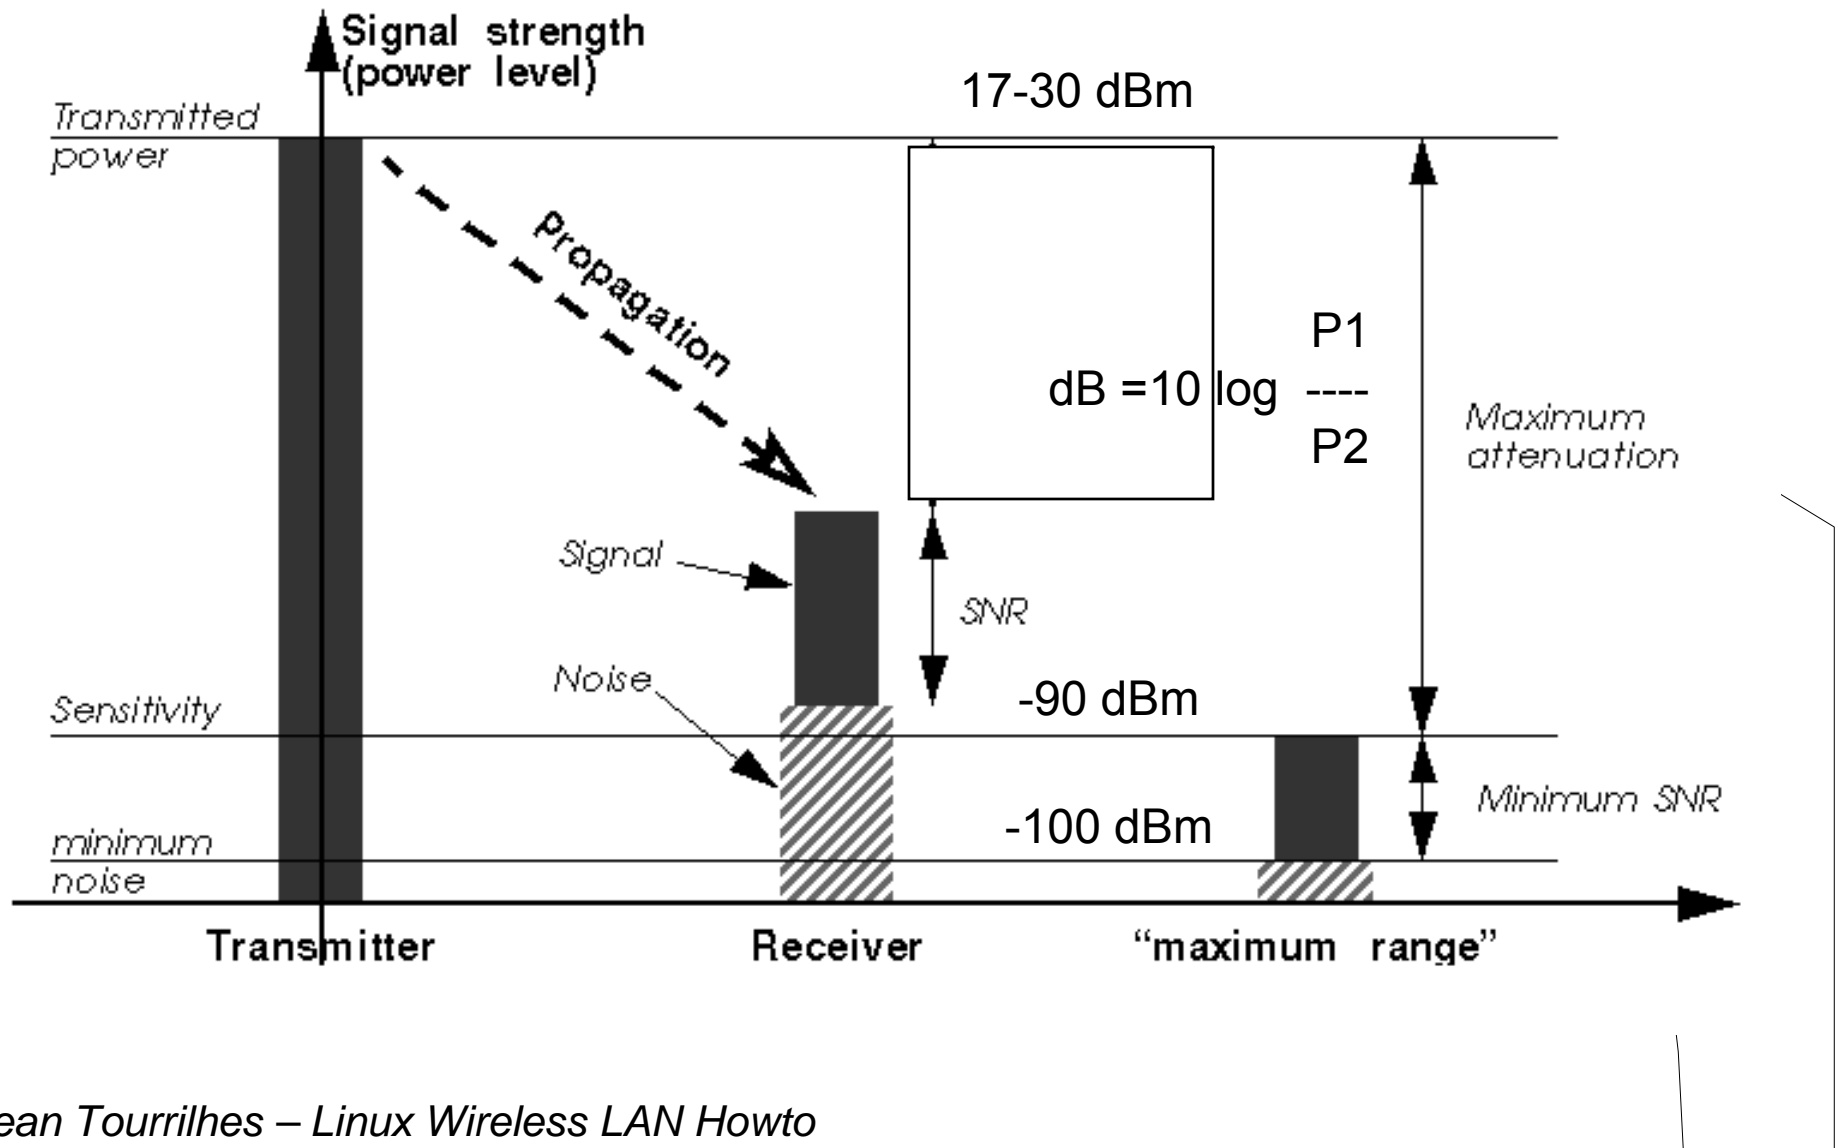 Signal strength
(power level)
17-30 dBm
Transmitted
power
Propagation
P1
dB =10 log ----
P2
Maximum
attenuation
Signal
SNR
Noise
-90 dBm
Sensitivity
Minimum SNR
-100 dBm
minimum
noise
Transmitter
Receiver
“maximum range”
ean Tourrilhes – Linux Wireless LAN Howto